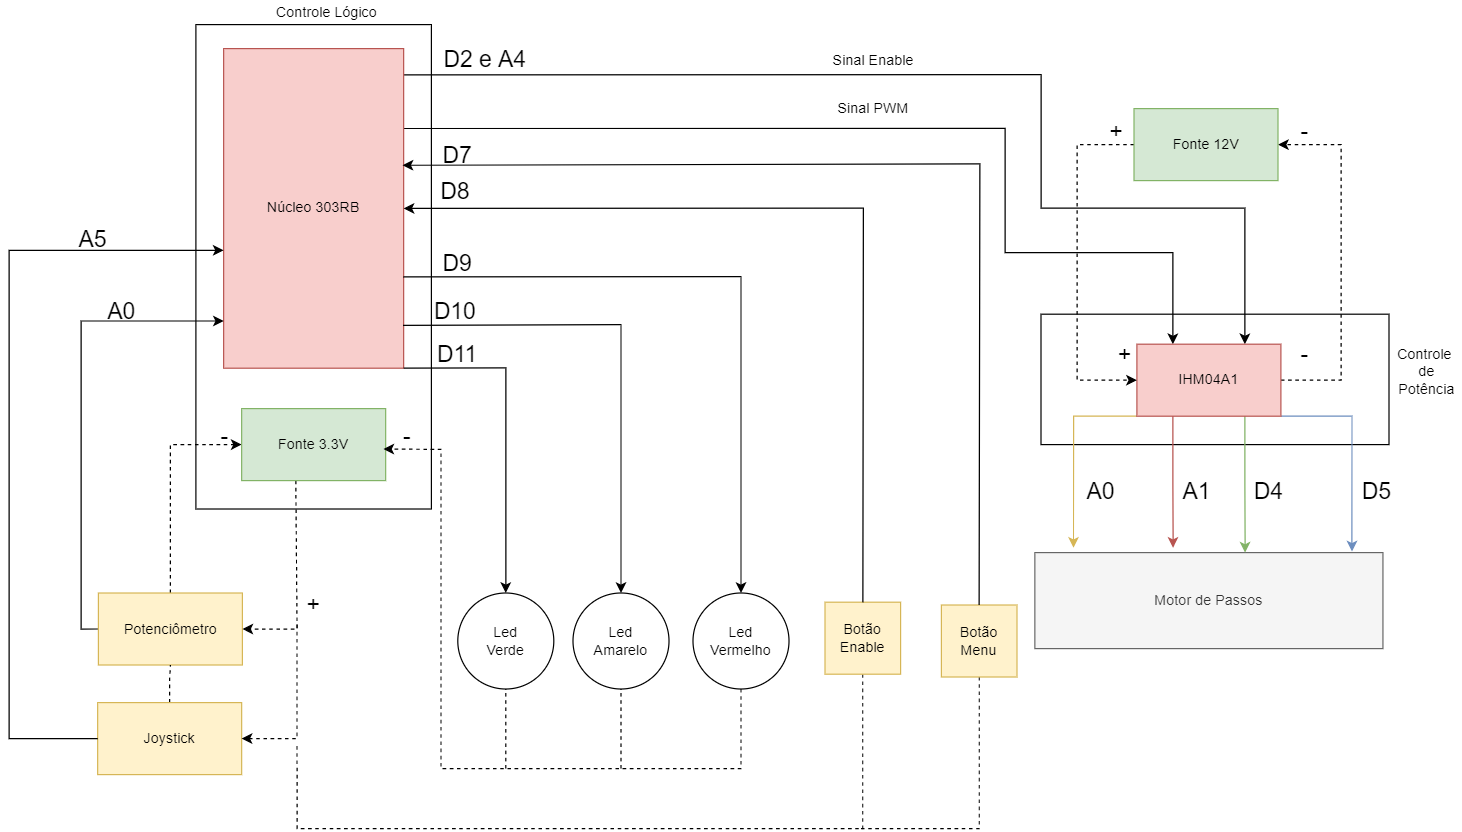 Controle Lógico
D2 e A4
Sinal Enable
Sinal PWM
+
-
Fonte 12V
D7
D8
Núcleo 303RB
A5
D9
A0
D10
D11
+
-
IHM04A1
Controle
de
Potência
-
Fonte 3.3V
-
A0
A1
D4
D5
+
Potenciômetro
Led
Verde
Led
Amarelo
Led
Vermelho
Botão
Enable
Botão
Menu
Motor de Passos
Joystick